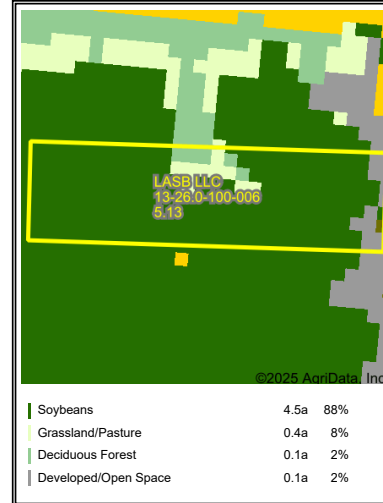 LASB LLC
13-26.0-100-006
5.13
©2025 AgriData, Inc
Soybeans 4.5a 88%
Grassland/Pasture 0.4a 8%
Deciduous Forest 0.1a 2%
Developed/Open Space 0.1a 2%